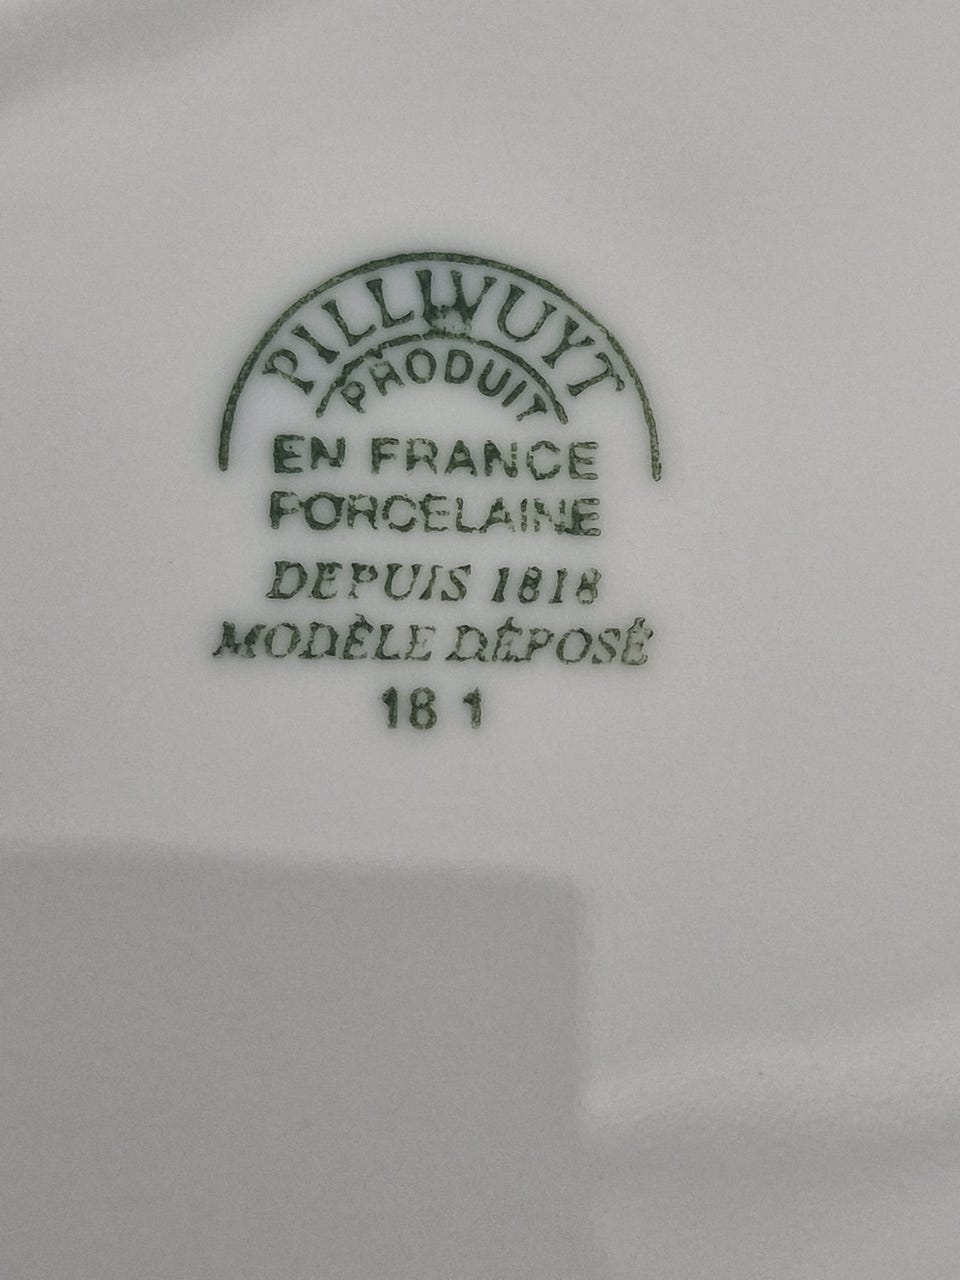 PILLIVUYT
PRODUIT
EN FRANCE
PORCELAINE
DEPUIS 1818
MODÈLE DÉPOSÉ
18 1